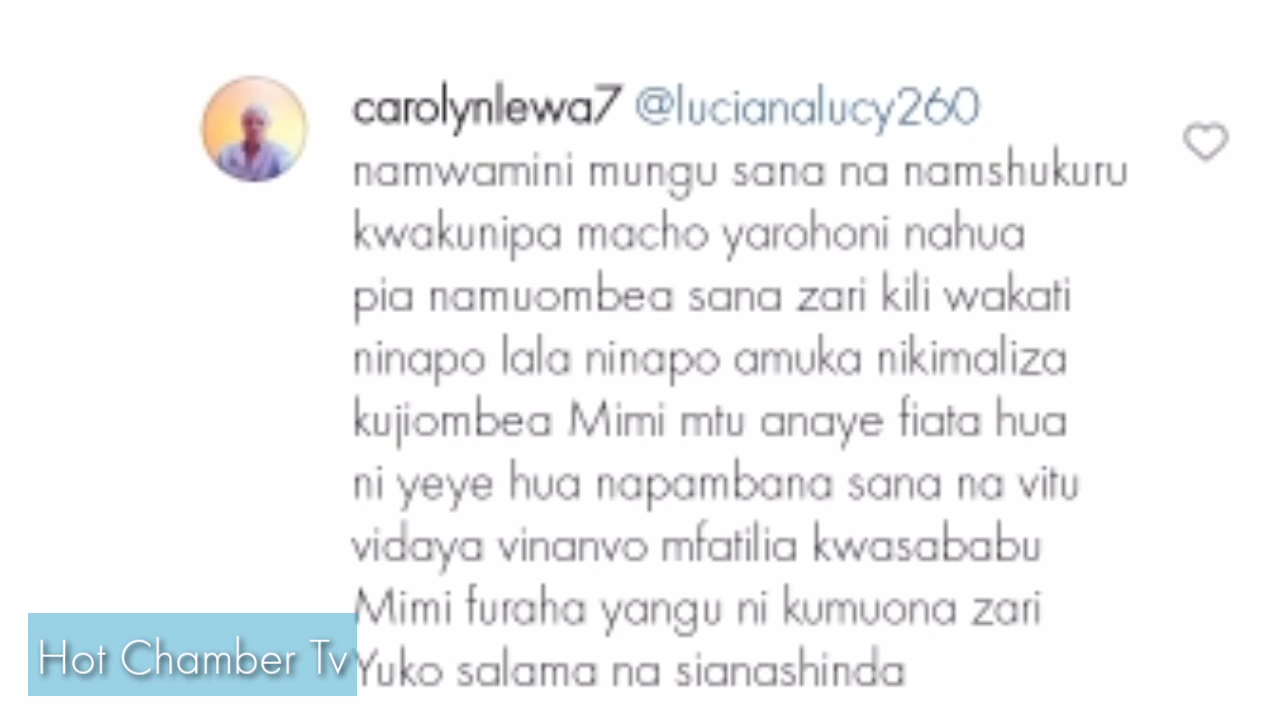 carolynlewa7 @lucianalucy260
namwamini mungu sana na namshukuru
kwakunipa macho yarohoni nahua
pia namuombea sana zari kili wakati
ninapo lala ninapo amuka nikimaliza
kujiombea Mimi mtu anaye fiata hua
ni yeye hua napambana sana na vitu
vidaya vinanvo mfatilia kwasababu
Mimi furaha yangu ni kumuona zari
Yuko salama na sianashinda
Hot Chamber Tv